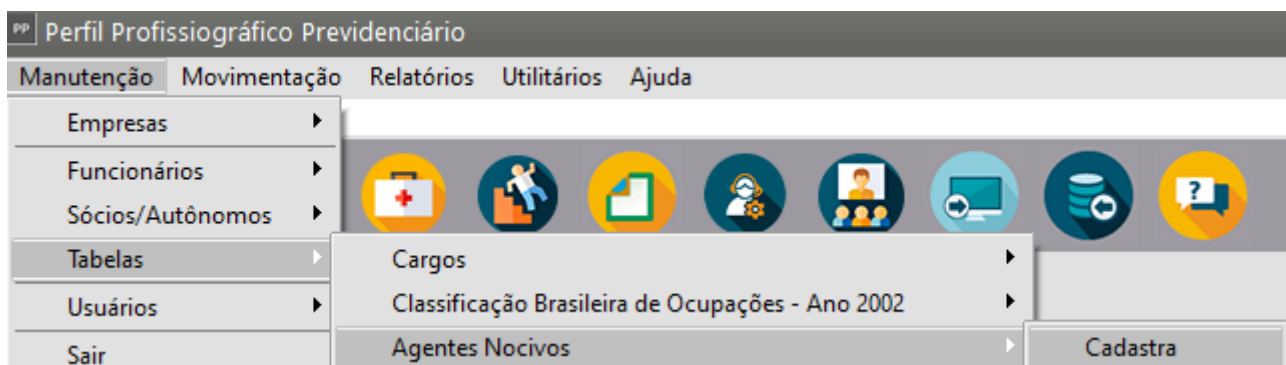 PP Perfil Profissiográfico Previdenciário
Manutenção Movimentação Relatórios Utilitários Ajuda
Empresas
Funcionários
Sócios/Autônomos
Tabelas
Cargos
Usuários
Classificação Brasileira de Ocupações - Ano 2002
Sair
Agentes Nocivos
Cadastra
?